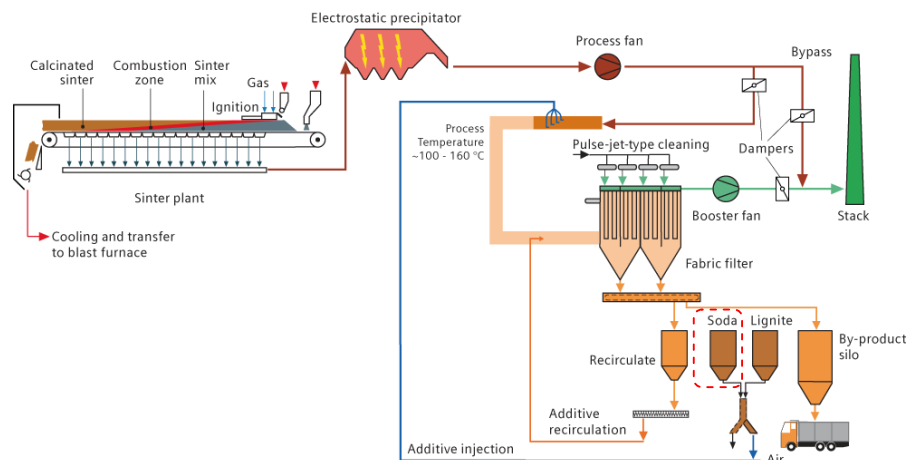 Electrostatic precipitator
Process fan
Bypass
Calcinated
sinter
Combustion
zone
Sinter
mix
Gas
Ignition
Process
Temperature
~100 - 160 °C
Pulse-jet-type cleaning
Dampers
Sinter plant
Booster fan
Stack
Cooling and transfer
to blast furnace
Fabric filter
Soda
Lignite
By-product
silo
Recirculate
Additive
recirculation
Additive injection
Air